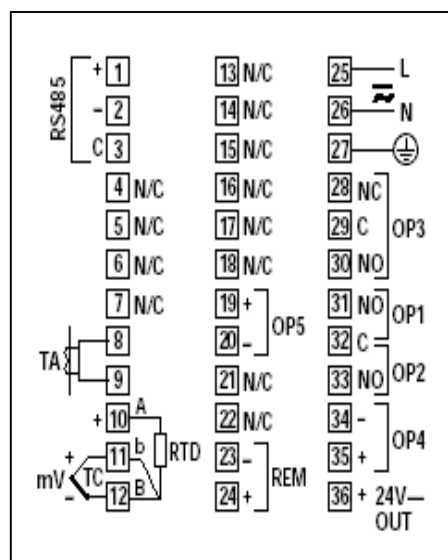 RS485
+ 1
- 2
C 3
4 N/C
5 N/C
6 N/C
7 N/C
TA
8
9
+ 10 A
+ 11 b
mV TC
- 12 B
RTD
13 N/C
14 N/C
15 N/C
16 N/C
17 N/C
18 N/C
19 +
20 -
OP5
21 N/C
22 N/C
23 -
24 +
REM
25 L
26 N
27
28 NC
29 C
30 NO
OP3
31 NO
32 C
OP1
33 NO
OP2
34 -
35 +
OP4
36 + 24V
OUT